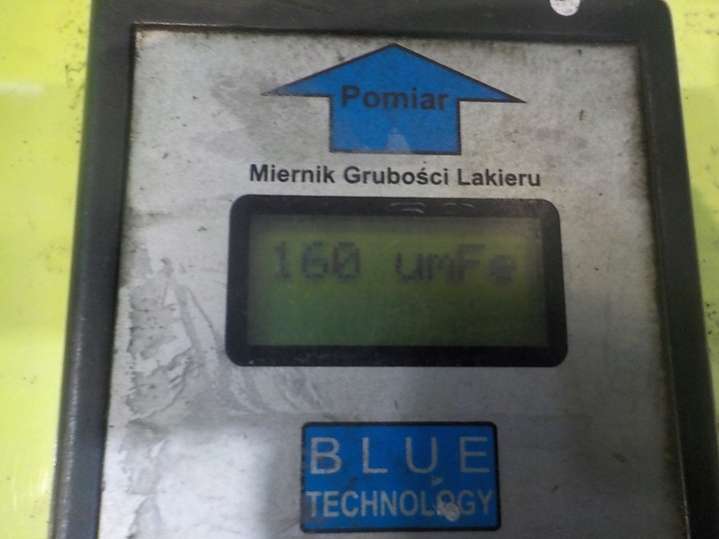 Pomiar
Miernik Grubości Lakieru
160 umFe
BLUE
TECHNOLOGY